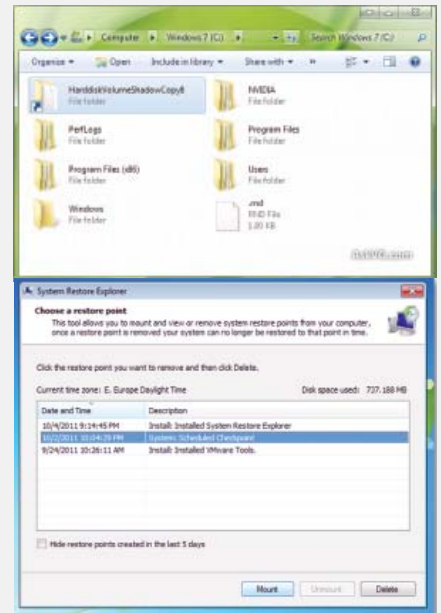 Computer ▸ Windows 7 (C:) ▸
Search Windows 7 (C:)
Organize ▾ Open Include in library ▾ Share with ▾ »
HarddiskVolumeShadowCopy8
File folder
NVIDIA
File folder
PerfLogs
File folder
Program Files
File folder
Program Files (x86)
File folder
Users
File folder
Windows
File folder
.rnd
RND File
1.00 KB
System Restore Explorer
Choose a restore point
This tool allows you to mount and view or remove system restore points from your computer,
once a restore point is removed your system can no longer be restored to that point in time.
Click the restore point you want to remove and then click Delete.
Current time zone: E. Europe Daylight Time
Disk space used: 737.188 MB
Date and Time Description
10/4/2011 9:14:45 PM Install: Installed System Restore Explorer
10/2/2011 10:04:29 PM System: Scheduled Checkpoint
9/24/2011 10:26:11 AM Install: Installed VMware Tools.
Hide restore points created in the last 5 days
Mount Unmount Delete